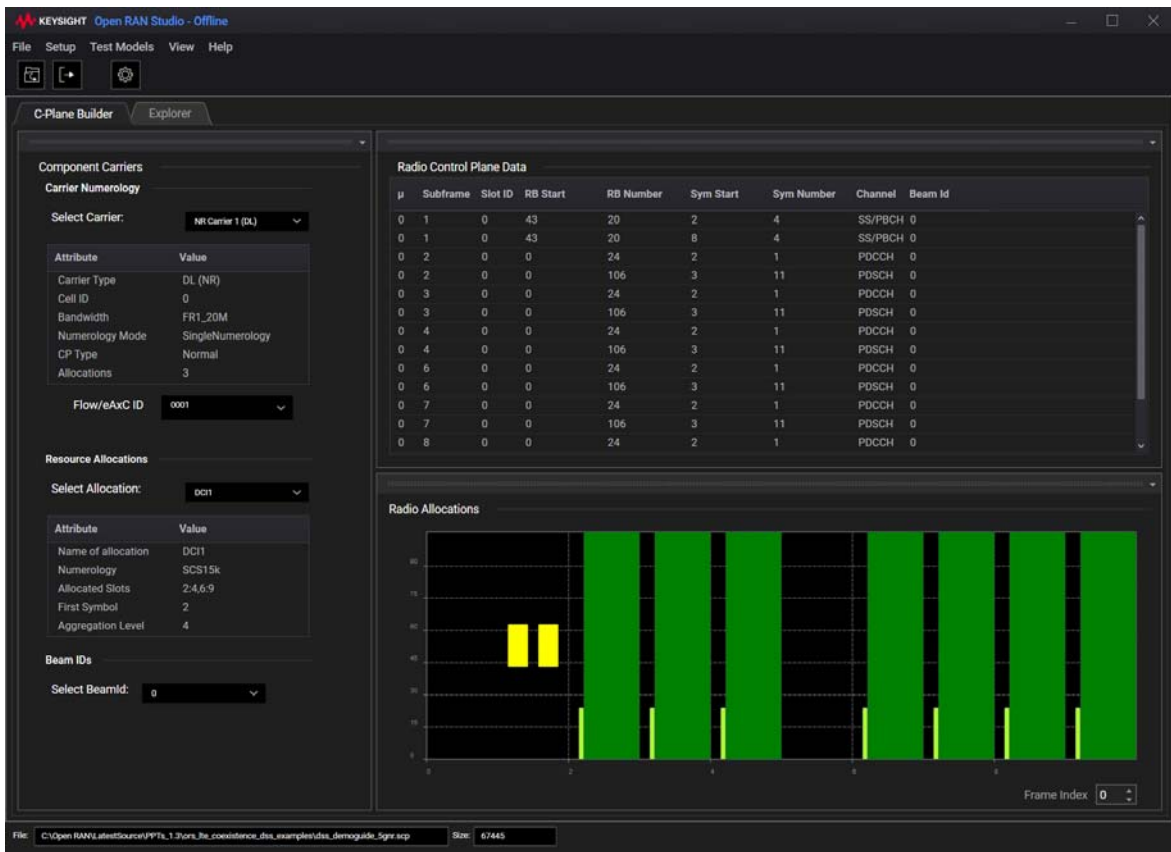 KEYSIGHT Open RAN Studio - Offline
File Setup Test Models View Help
C-Plane Builder Explorer
Component Carriers
Carrier Numerology
Select Carrier: NR Carrier 1 (DL)
Attribute Value
Carrier Type DL (NR)
Cell ID 0
Bandwidth FR1_20M
Numerology Mode SingleNumerology
CP Type Normal
Allocations 3
Flow/eAxC ID 0001
Resource Allocations
Select Allocation: DCI1
Attribute Value
Name of allocation DCI1
Numerology SCS15k
Allocated Slots 2:4,6:9
First Symbol 2
Aggregation Level 4
Beam IDs
Select BeamId: 0
Radio Control Plane Data
μ Subframe Slot ID RB Start RB Number Sym Start Sym Number Channel Beam Id
0 1 0 43 20 2 4 SS/PBCH 0
0 1 0 43 20 8 4 SS/PBCH 0
0 2 0 0 24 2 1 PDCCH 0
0 2 0 0 106 3 11 PDSCH 0
0 3 0 0 24 2 1 PDCCH 0
0 3 0 0 106 3 11 PDSCH 0
0 4 0 0 24 2 1 PDCCH 0
0 4 0 0 106 3 11 PDSCH 0
0 6 0 0 24 2 1 PDCCH 0
0 6 0 0 106 3 11 PDSCH 0
0 7 0 0 24 2 1 PDCCH 0
0 7 0 0 106 3 11 PDSCH 0
0 8 0 0 24 2 1 PDCCH 0
Radio Allocations
90
75
60
45
30
15
0
0 2 4 6 8
Frame Index 0
File: C:\Open RAN\LatestSource\PPTs_1.3\ors_lte_coexistence_dss_examples\dss_demoguide_5gnr.scp Size: 67445